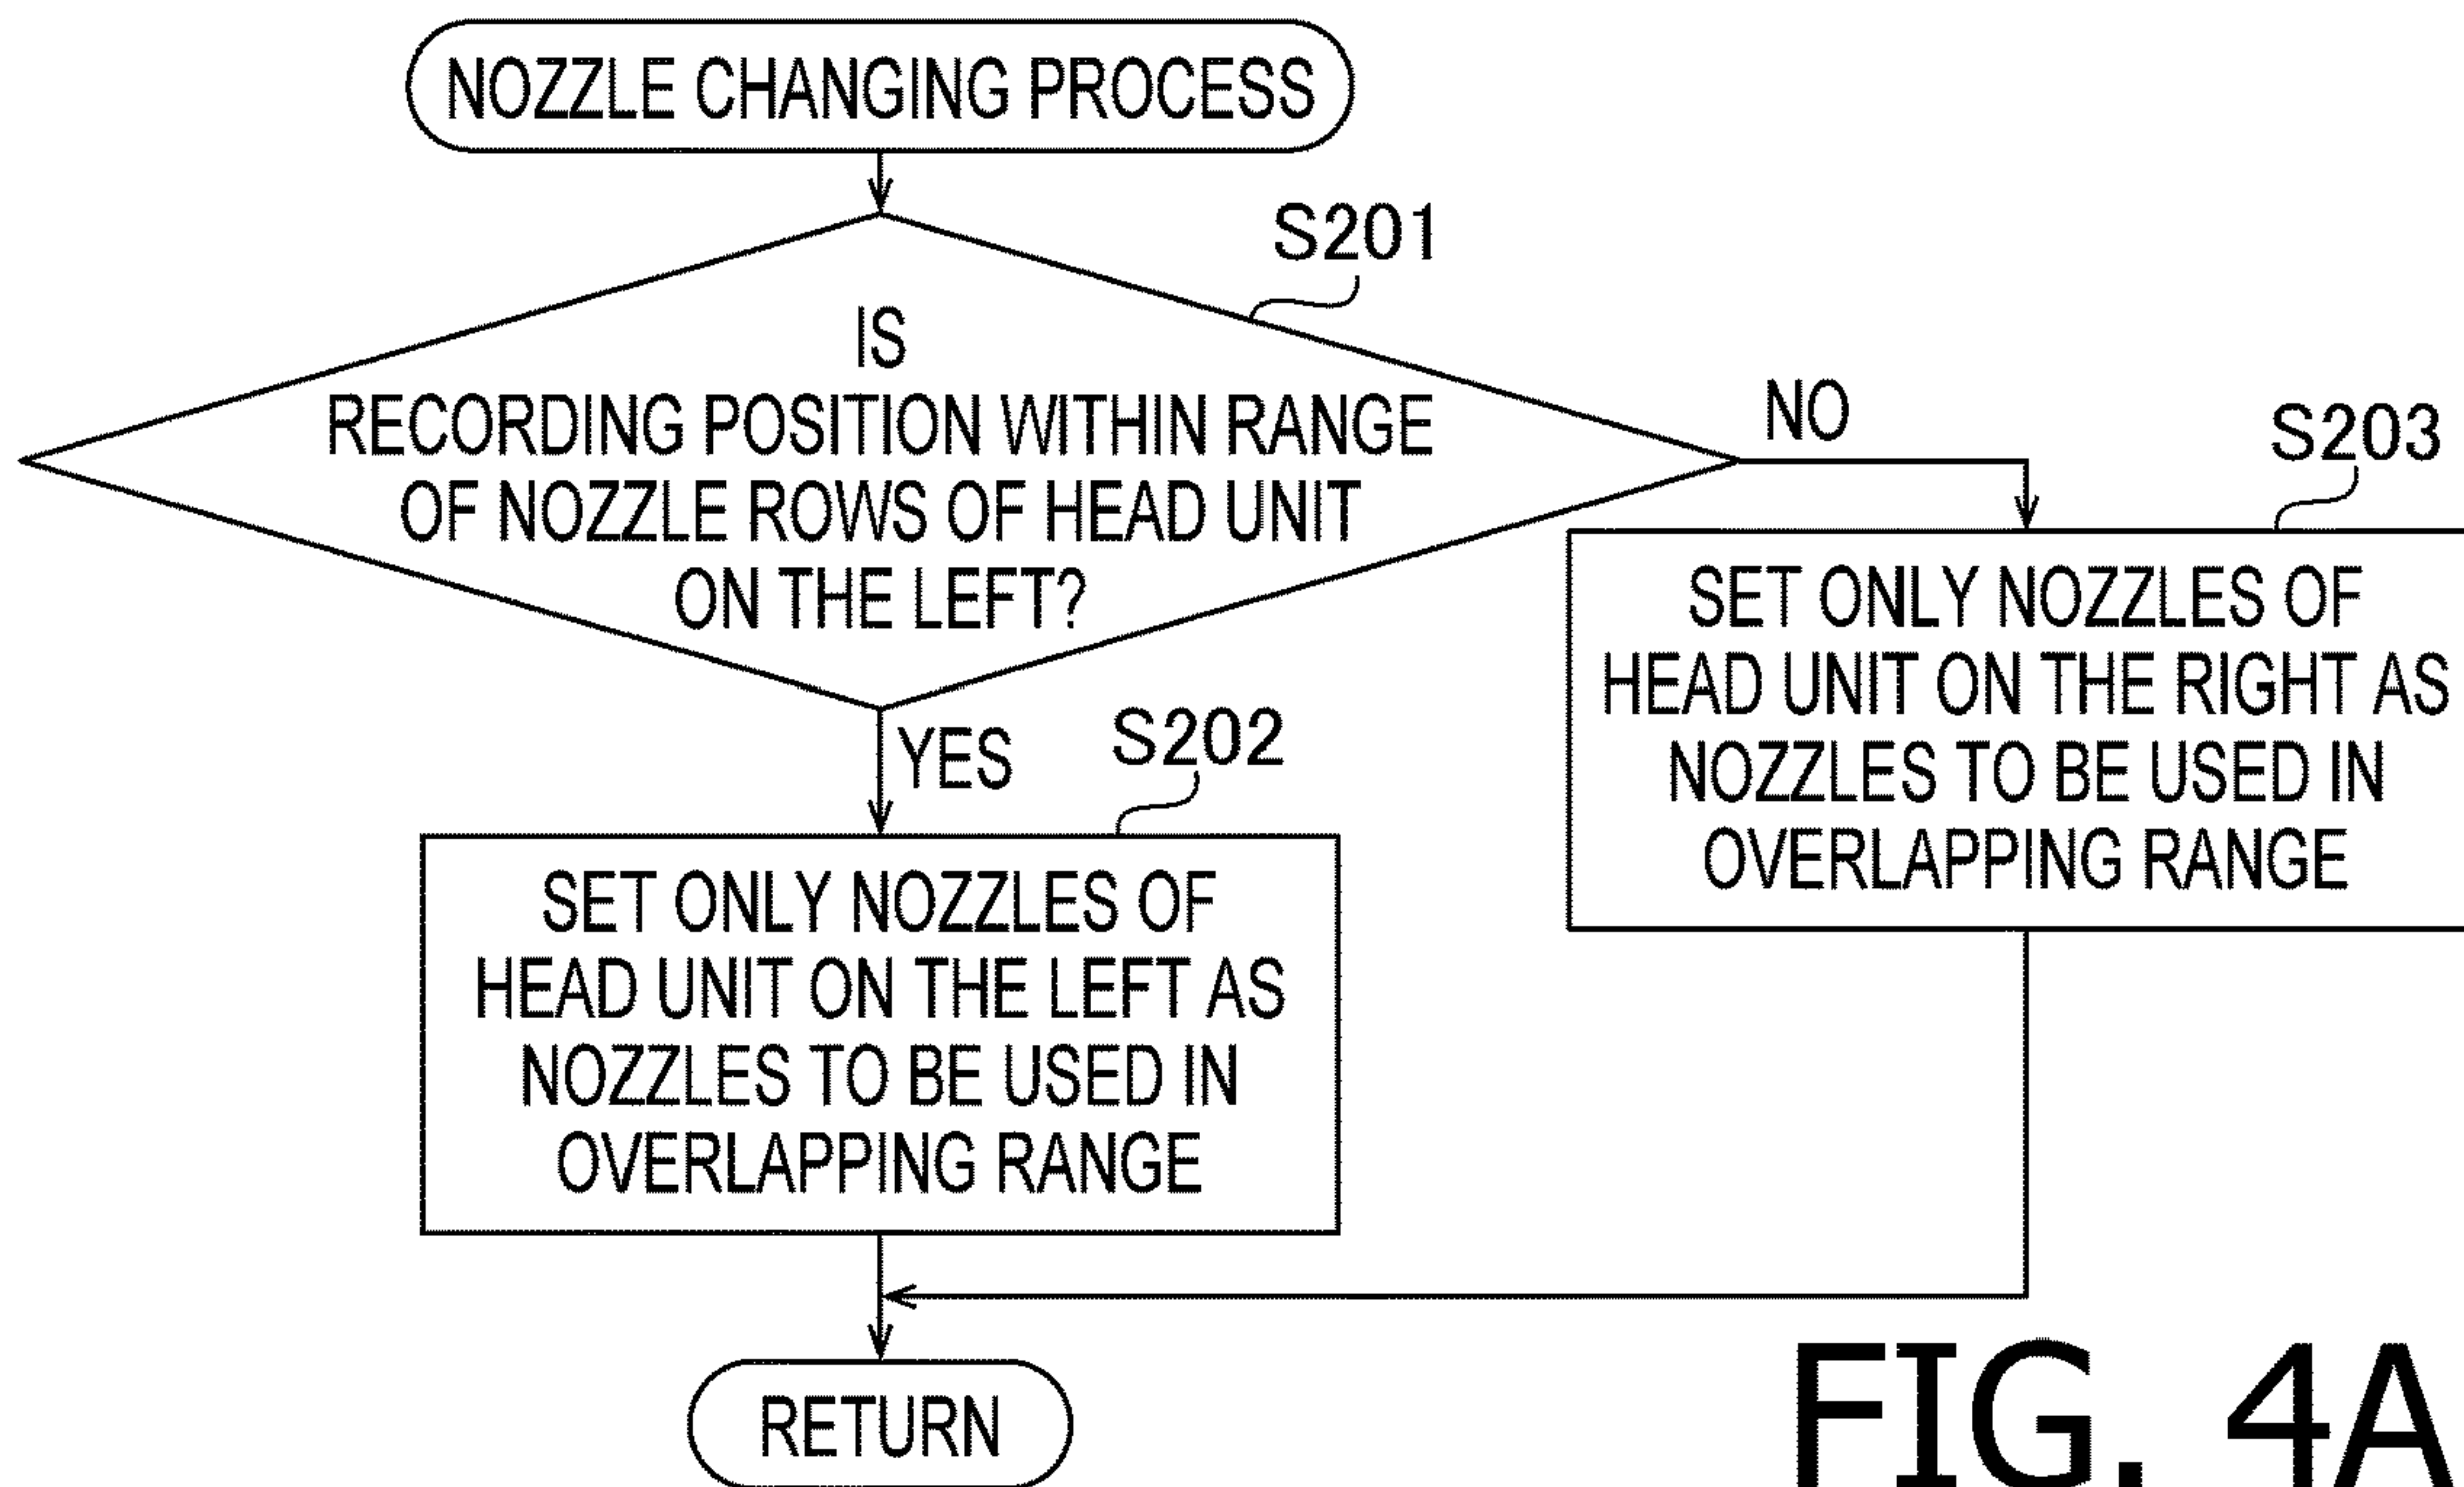 NOZZLE CHANGING PROCESS
S201
IS
RECORDING POSITION WITHIN RANGE
OF NOZZLE ROWS OF HEAD UNIT
ON THE LEFT?
NO
S203
SET ONLY NOZZLES OF
HEAD UNIT ON THE RIGHT AS
NOZZLES TO BE USED IN
OVERLAPPING RANGE
YES
S202
SET ONLY NOZZLES OF
HEAD UNIT ON THE LEFT AS
NOZZLES TO BE USED IN
OVERLAPPING RANGE
RETURN
FIG. 4A